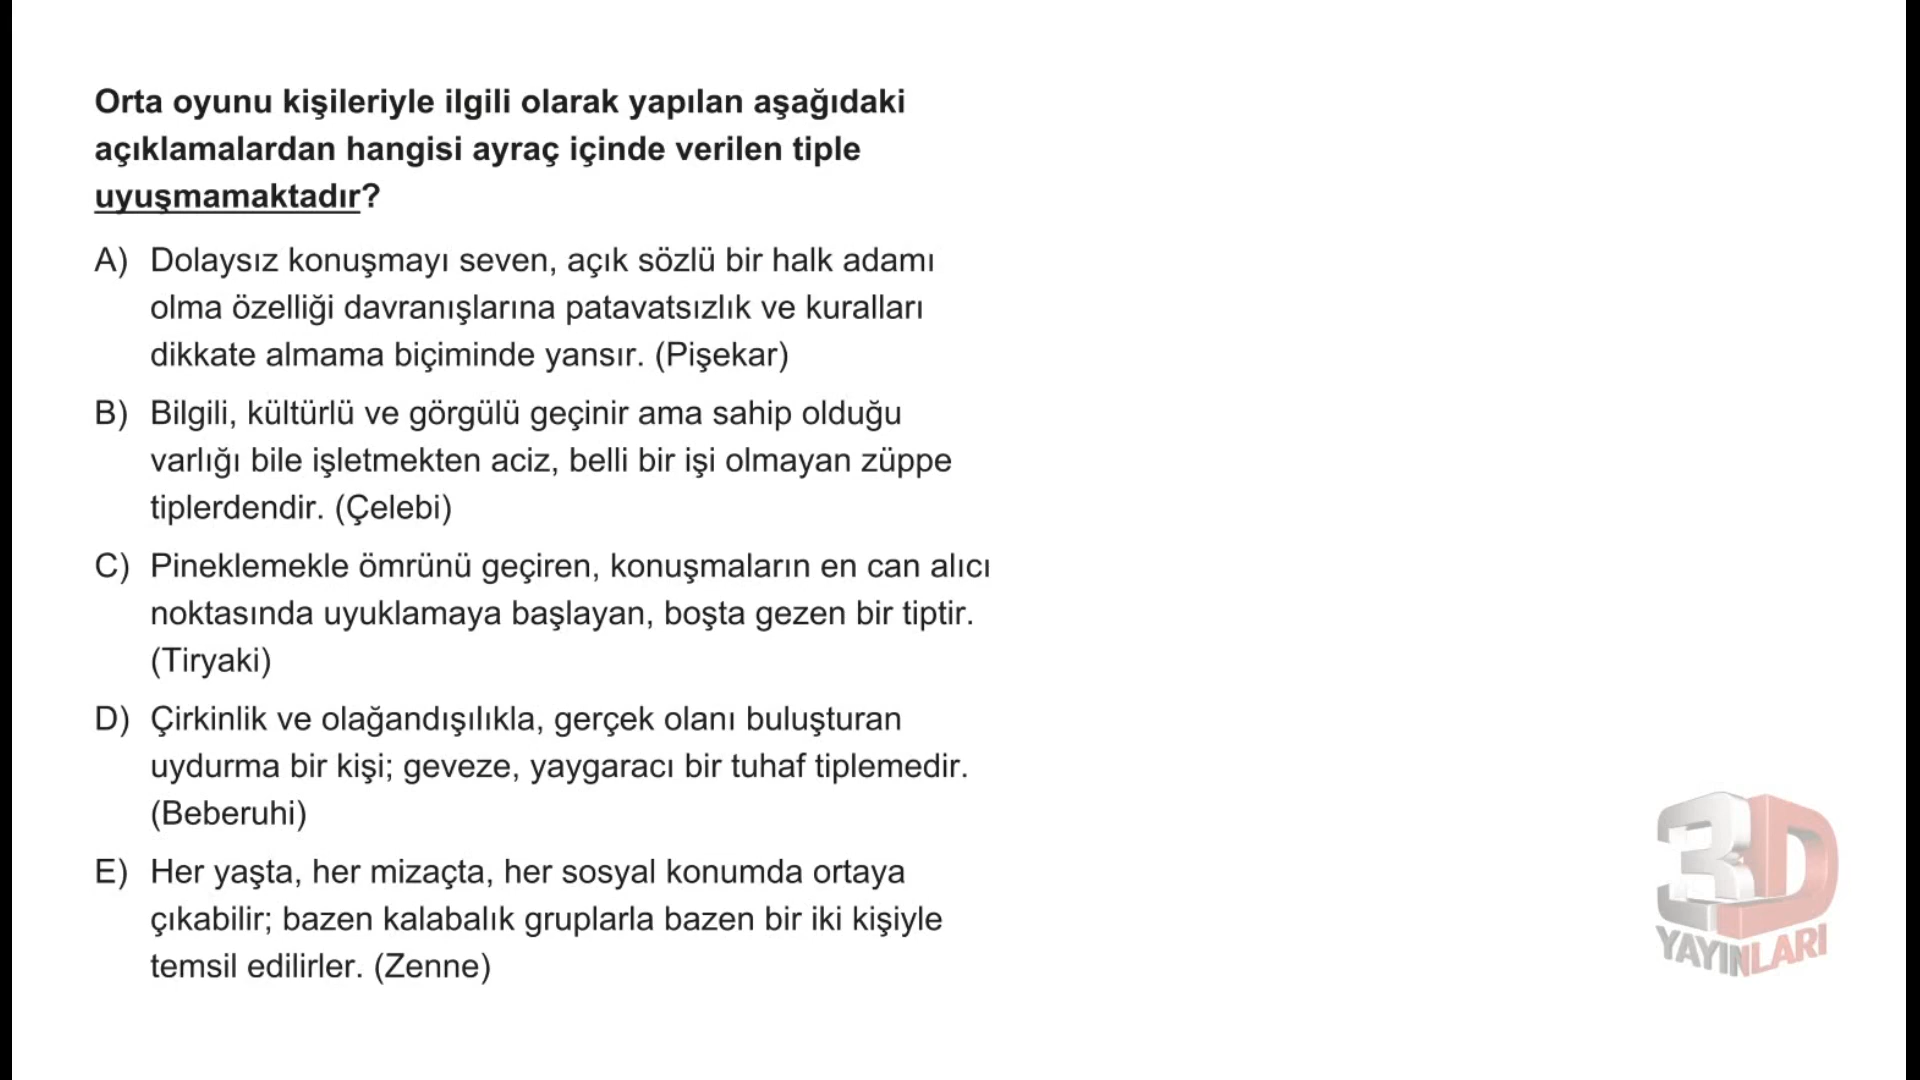 Orta oyunu kişileriyle ilgili olarak yapılan aşağıdaki
açıklamalardan hangisi ayraç içinde verilen tiple
uyuşmamaktadır?
A) Dolaysız konuşmayı seven, açık sözlü bir halk adamı
olma özelliği davranışlarına patavatsızlık ve kuralları
dikkate almama biçiminde yansır. (Pişekar)
B) Bilgili, kültürlü ve görgülü geçinir ama sahip olduğu
varlığı bile işletmekten aciz, belli bir işi olmayan züppe
tiplerdendir. (Çelebi)
C) Pineklemekle ömrünü geçiren, konuşmaların en can alıcı
noktasında uyuklamaya başlayan, boşta gezen bir tiptir.
(Tiryaki)
D) Çirkinlik ve olağandışılıkla, gerçek olanı buluşturan
uydurma bir kişi; geveze, yaygaracı bir tuhaf tiplemedir.
(Beberuhi)
E) Her yaşta, her mizaçta, her sosyal konumda ortaya
çıkabilir; bazen kalabalık gruplarla bazen bir iki kişiyle
temsil edilirler. (Zenne)
3D
YAYINLARI